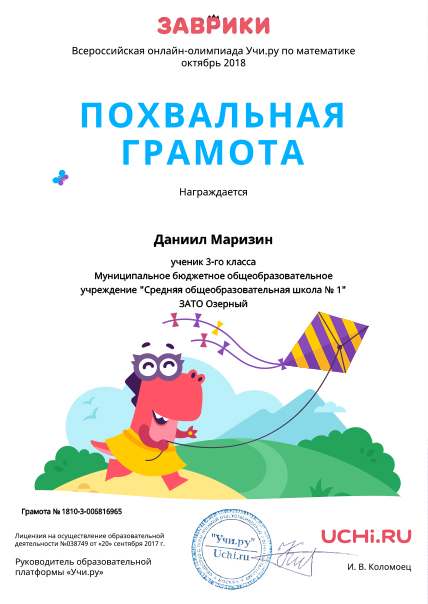 ЗАВРИКИ
Всероссийская онлайн-олимпиада Учи.ру по математике
октябрь 2018
ПОХВАЛЬНАЯ
ГРАМОТА
Награждается
Даниил Маризин
ученик 3-го класса
Муниципальное бюджетное общеобразовательное
учреждение "Средняя общеобразовательная школа № 1"
ЗАТО Озерный
Грамота № 1810-3-006816965
Лицензия на осуществление образовательной
деятельности №038749 от «20» сентября 2017 г.
Руководитель образовательной
платформы «Учи.ру»
"Учи.ру"
Uchi.ru
UCHi.RU
И. В. Коломоец